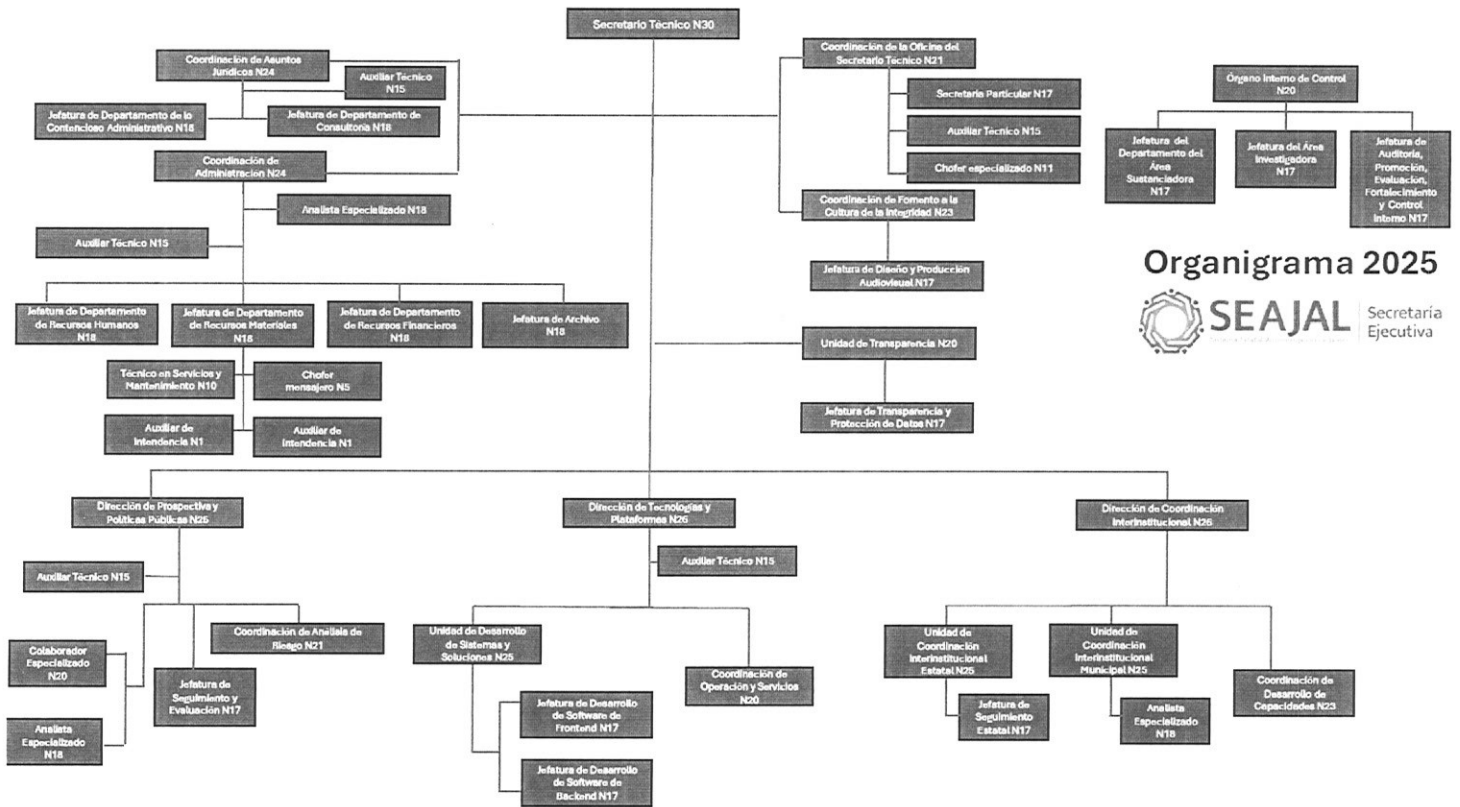 Secretario Técnico N30
Coordinación de Asuntos
Jurídicos N24
Auxiliar Técnico
N15
Jefatura de Departamento de lo
Contencioso Administrativo N18
Jefatura de Departamento de
Consultoría N18
Coordinación de
Administración N24
Analista Especializado N18
Auxiliar Técnico N15
Jefatura de Departamento
de Recursos Humanos
N18
Jefatura de Departamento
de Recursos Materiales
N18
Jefatura de Departamento
de Recursos Financieros
N18
Jefatura de Archivo
N18
Técnico en Servicios y
Mantenimiento N10
Chofer
mensajero N5
Auxiliar de
Intendencia N1
Auxiliar de
Intendencia N1
Coordinación de la Oficina del
Secretario Técnico N21
Secretaria Particular N17
Auxiliar Técnico N15
Chofer especializado N11
Coordinación de Fomento a la
Cultura de la Integridad N23
Jefatura de Diseño y Producción
Audiovisual N17
Unidad de Transparencia N20
Jefatura de Transparencia y
Protección de Datos N17
Órgano Interno de Control
N20
Jefatura del
Departamento del
Área
Sustanciadora
N17
Jefatura del Área
Investigadora
N17
Jefatura de
Auditoría,
Promoción,
Evaluación,
Fortalecimiento
y Control
Interno N17
Organigrama 2025
SEAJAL
Secretaría
Ejecutiva
Dirección de Prospectiva y
Políticas Públicas N25
Auxiliar Técnico N15
Coordinación de Análisis de
Riesgo N21
Colaborador
Especializado
N20
Jefatura de
Seguimiento y
Evaluación N17
Analista
Especializado
N18
Dirección de Tecnologías y
Plataformas N26
Auxiliar Técnico N15
Unidad de Desarrollo
de Sistemas y
Soluciones N25
Coordinación de
Operación y Servicios
N20
Jefatura de Desarrollo
de Software de
Frontend N17
Jefatura de Desarrollo
de Software de
Backend N17
Dirección de Coordinación
Interinstitucional N26
Unidad de
Coordinación
Interinstitucional
Estatal N25
Unidad de
Coordinación
Interinstitucional
Municipal N25
Coordinación de
Desarrollo de
Capacidades N23
Jefatura de
Seguimiento
Estatal N17
Analista
Especializado
N18